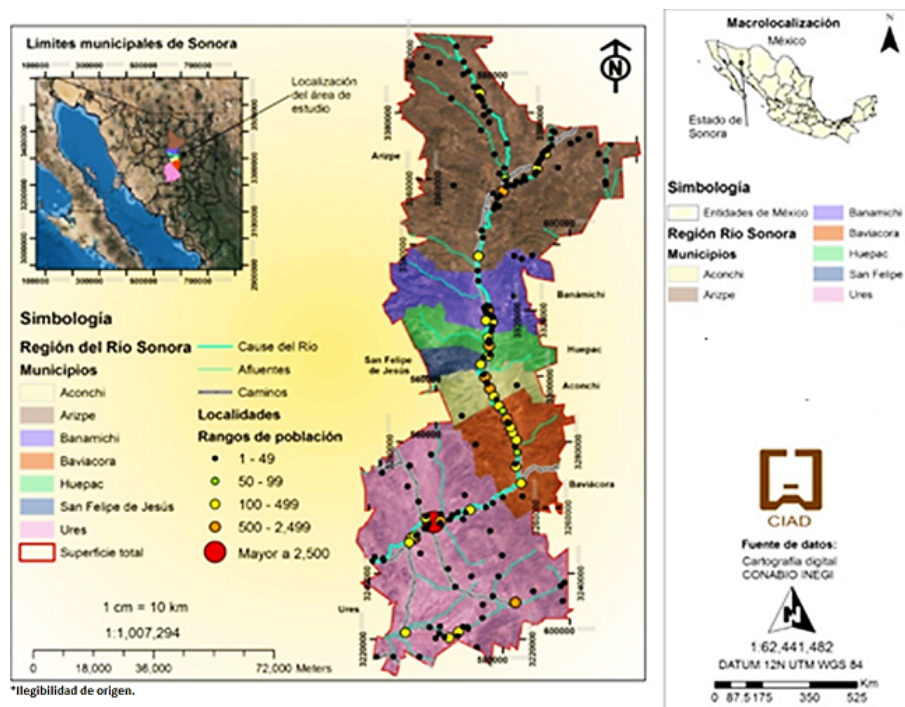 Límites municipales de Sonora
100000 300000 500000 700000
Localización
del área de
estudio
N
Arizpe
Banámichi
Huepac
San Felipe
de Jesús
Aconchi
Baviácora
Ures
Simbología
Región del Río Sonora
Municipios
Aconchi
Arizpe
Banamichi
Baviacora
Huepac
San Felipe de Jesús
Ures
Superficie total
Cause del Río
Afluentes
Caminos
Localidades
Rangos de población
1 - 49
50 - 99
100 - 499
500 - 2,499
Mayor a 2,500
1 cm = 10 km
1:1,007,294
0 18,000 36,000 72,000 Meters
*Ilegibilidad de origen.
Macrolocalización
México
N
Estado de
Sonora
Simbología
Entidades de México
Región Río Sonora
Municipios
Aconchi
Arizpe
Banamichi
Baviacora
Huepac
San Felipe
Ures
CIAD
Fuente de datos:
Cartografía digital
CONABIO INEGI
N
1:62,441,482
DATUM 12N UTM WGS 84
Km
0 87.5 175 350 525